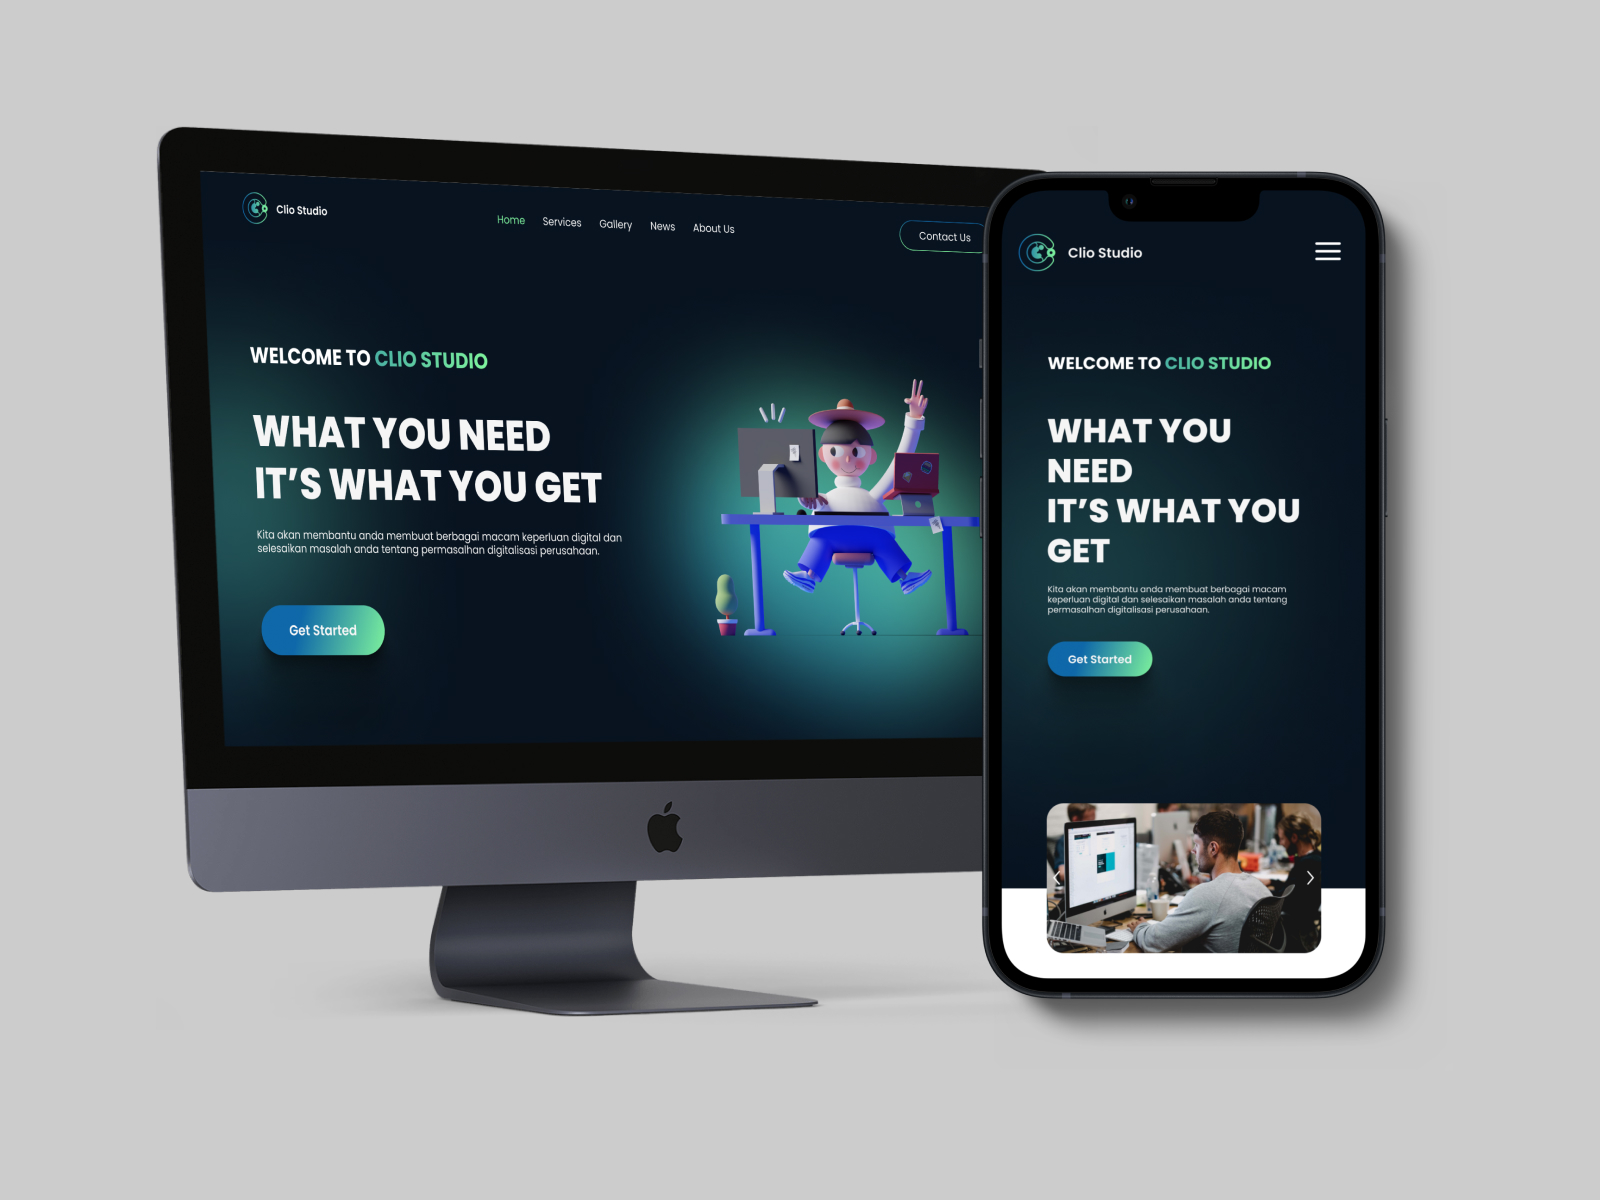 Clio Studio
Home
Services
Gallery
News
About Us
Contact Us
WELCOME TO CLIO STUDIO
WHAT YOU NEED
IT’S WHAT YOU GET
Kita akan membantu anda membuat berbagai macam keperluan digital dan
selesaikan masalah anda tentang permasalhan digitalisasi perusahaan.
Get Started
Clio Studio
WELCOME TO CLIO STUDIO
WHAT YOU
NEED
IT’S WHAT YOU
GET
Kita akan membantu anda membuat berbagai macam
keperluan digital dan selesaikan masalah anda tentang
permasalhan digitalisasi perusahaan.
Get Started